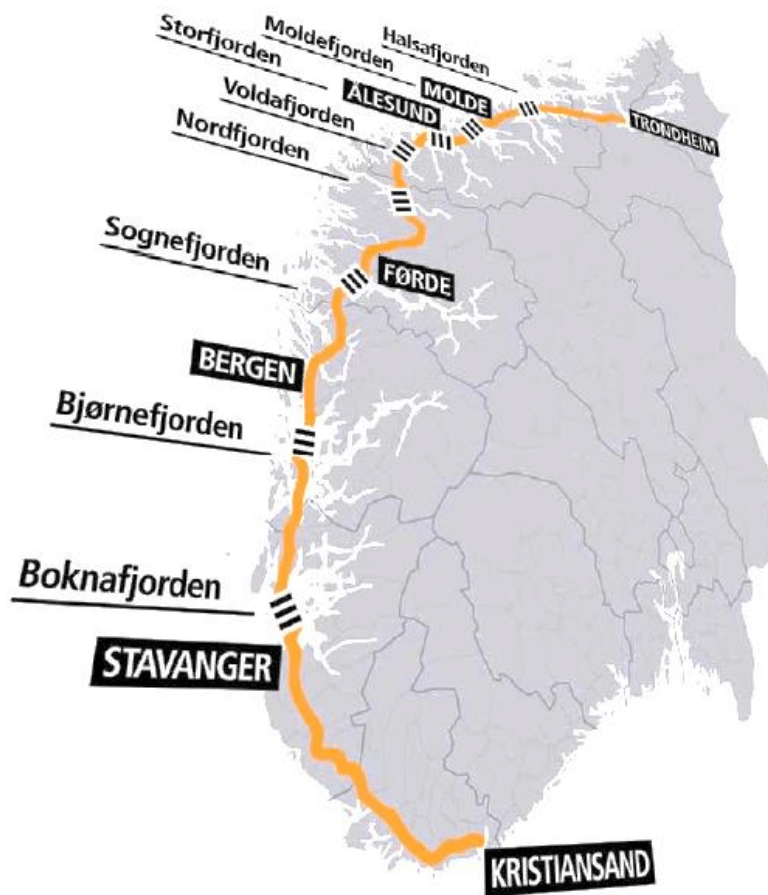 Halsafjorden
Moldefjorden
Storfjorden
MOLDE
ÅLESUND
Voldafjorden
TRONDHEIM
Nordfjorden
Sognefjorden
FØRDE
BERGEN
Bjørnefjorden
Boknafjorden
STAVANGER
KRISTIANSAND